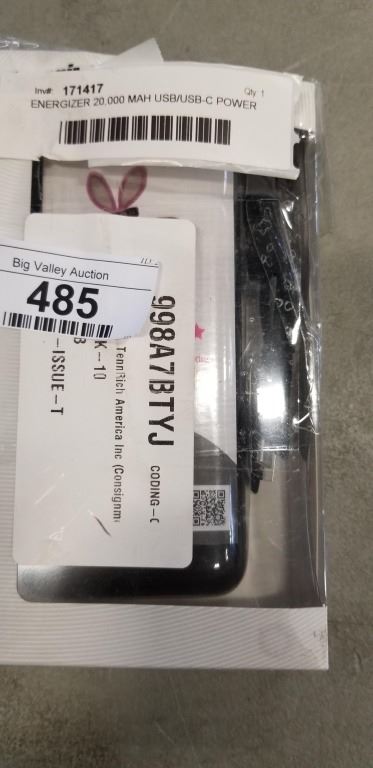 Inv#: 171417 Qty: 1
ENERGIZER 20,000 MAH USB/USB-C POWER
Big Valley Auction
485
998A7BTYJ
CODING-C
TennRich America Inc (Consignm
K-10
-ISSUE-T